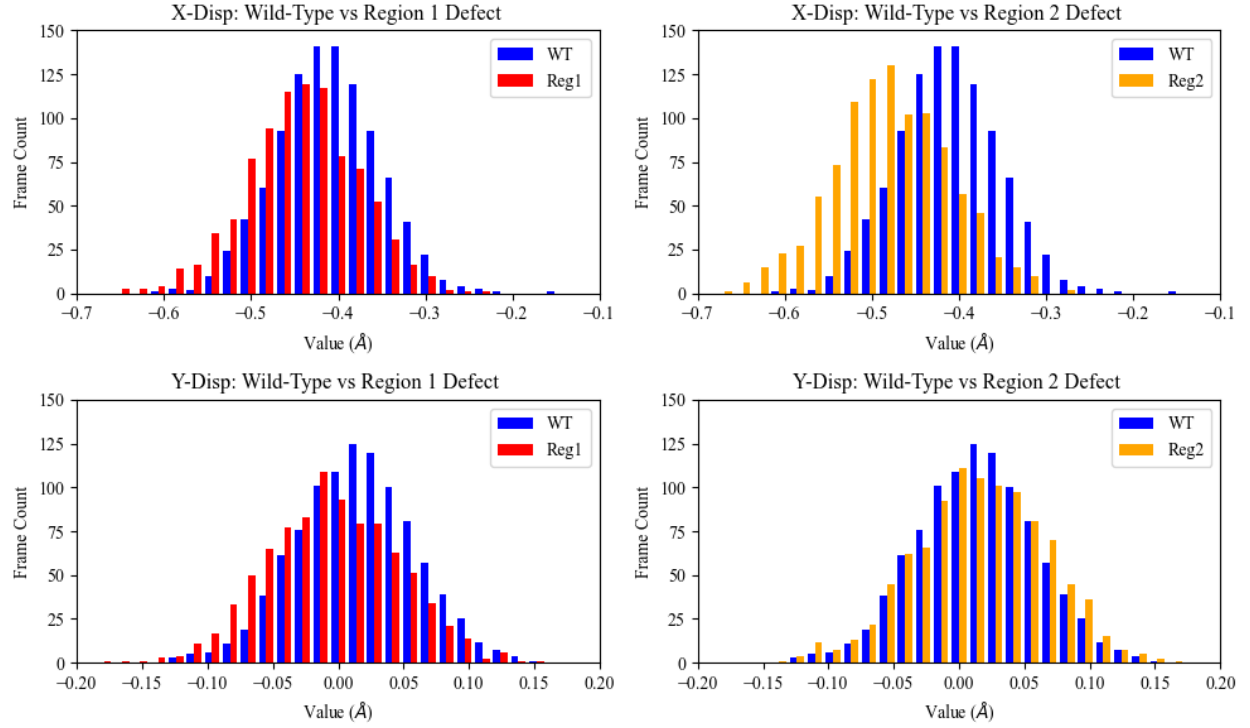 X-Disp: Wild-Type vs Region 1 Defect
150
125
100
75
50
25
0
Frame Count
WT
Reg1
−0.7 −0.6 −0.5 −0.4 −0.3 −0.2 −0.1
Value (Å)
X-Disp: Wild-Type vs Region 2 Defect
150
125
100
75
50
25
0
Frame Count
WT
Reg2
−0.7 −0.6 −0.5 −0.4 −0.3 −0.2 −0.1
Value (Å)
Y-Disp: Wild-Type vs Region 1 Defect
150
125
100
75
50
25
0
Frame Count
WT
Reg1
−0.20 −0.15 −0.10 −0.05 0.00 0.05 0.10 0.15 0.20
Value (Å)
Y-Disp: Wild-Type vs Region 2 Defect
150
125
100
75
50
25
0
Frame Count
WT
Reg2
−0.20 −0.15 −0.10 −0.05 0.00 0.05 0.10 0.15 0.20
Value (Å)